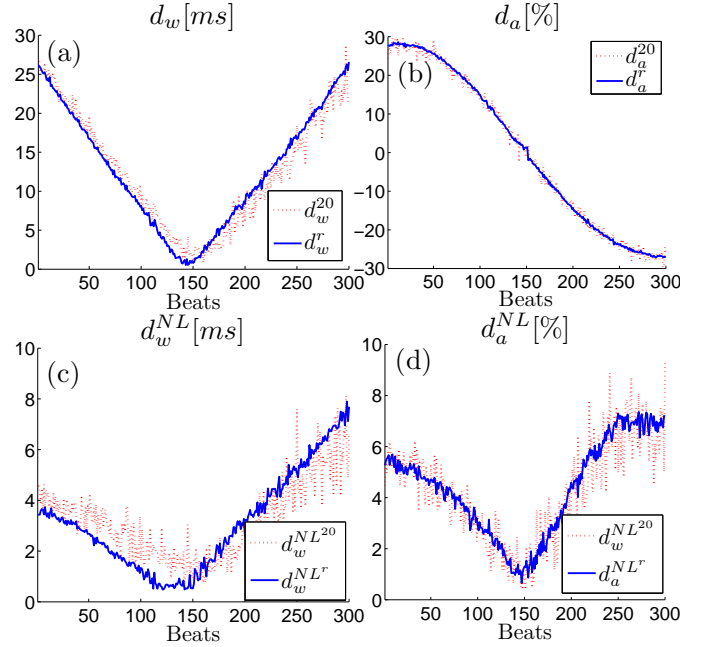 d_w[ms]
(a)
30
25
20
15
10
5
0
50 100 150 200 250 300
Beats
d_w^20
d_w^r
d_a[%]
(b)
30
20
10
0
−10
−20
−30
50 100 150 200 250 300
Beats
d_a^20
d_a^r
d_w^NL[ms]
(c)
10
8
6
4
2
0
50 100 150 200 250 300
Beats
d_w^NL^20
d_w^NL^r
d_a^NL[%]
(d)
10
8
6
4
2
0
50 100 150 200 250 300
Beats
d_w^NL^20
d_a^NL^r